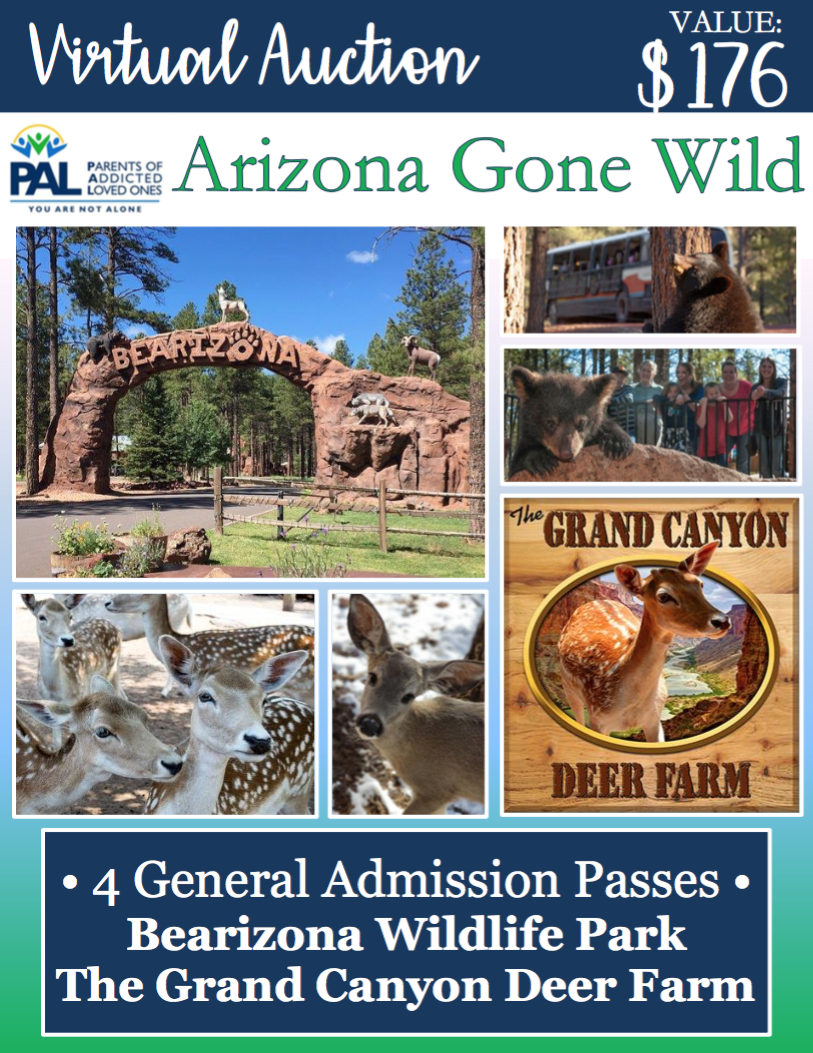 Virtual Auction
VALUE:
$176
PAL
PARENTS OF
ADDICTED
LOVED ONES
YOU ARE NOT ALONE
Arizona Gone Wild
BEARIZONA
The
GRAND CANYON
DEER FARM
• 4 General Admission Passes •
Bearizona Wildlife Park
The Grand Canyon Deer Farm